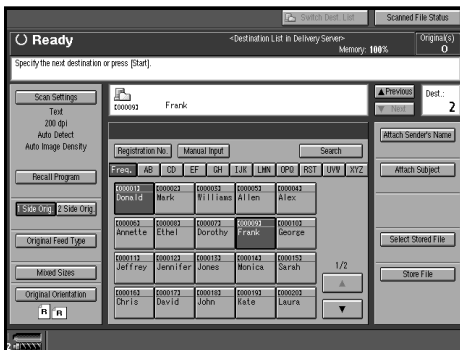 Switch Dest. List
Scanned File Status
Ready
<Destination List in Delivery Server>
Memory: 100%
Original(s)
0
Specify the next destination or press [Start].
Scan Settings
Text
200 dpi
Auto Detect
Auto Image Density
Recall Program
1 Side Orig. 2 Side Orig.
Original Feed Type
Mixed Sizes
Original Orientation
R R
[00009] Frank
▲Previous
▼ Next
Dest.:
2
Registration No. Manual Input Search
Freq. AB CD EF GH IJK LMN OPQ RST UVW XYZ
[00001] [00002] [00003] [00005] [00004]
Donald Mark Williams Allen Alex
[00006] [00008] [00007] [00009] [00010]
Annette Ethel Dorothy Frank George
[00011] [00012] [00013] [00014] [00015]
Jeffrey Jennifer Jones Monica Sarah
[00016] [00017] [00018] [00019] [00020]
Chris David John Kate Laura
1/2
▲
▼
Attach Sender's Name
Attach Subject
Select Stored File
Store File
2